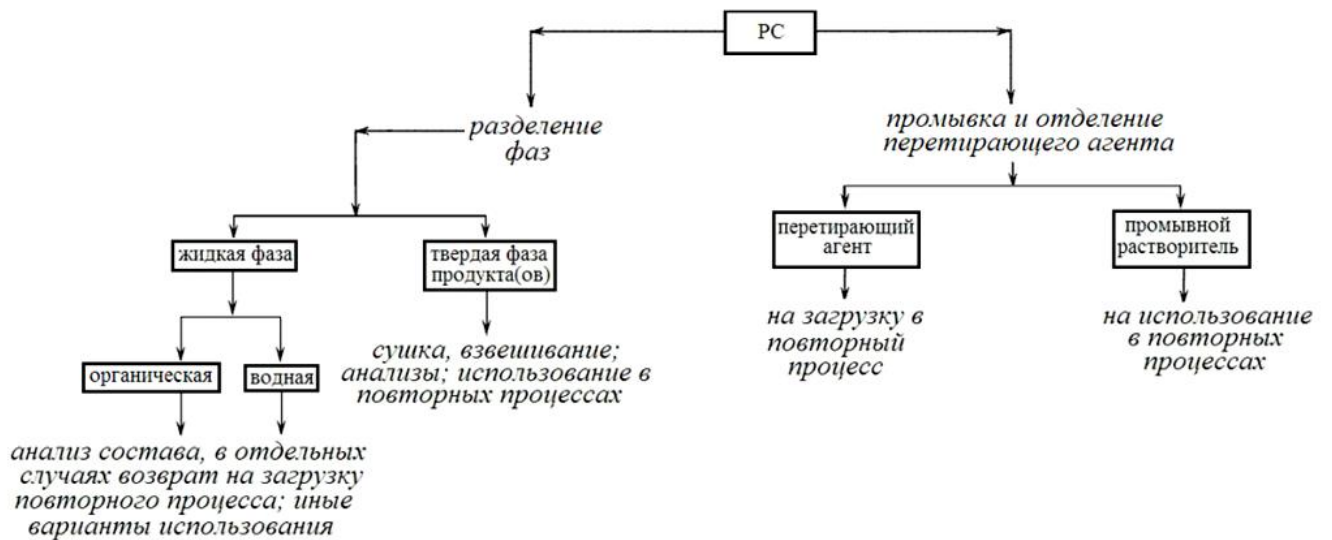 РС
разделение
фаз
промывка и отделение
перетирающего агента
жидкая фаза
твердая фаза
продукта(ов)
перетирающий
агент
промывной
растворитель
органическая
водная
сушка, взвешивание;
анализы; использование в
повторных процессах
на загрузку в
повторный
процесс
на использование
в повторных
процессах
анализ состава, в отдельных
случаях возврат на загрузку
повторного процесса; иные
варианты использования